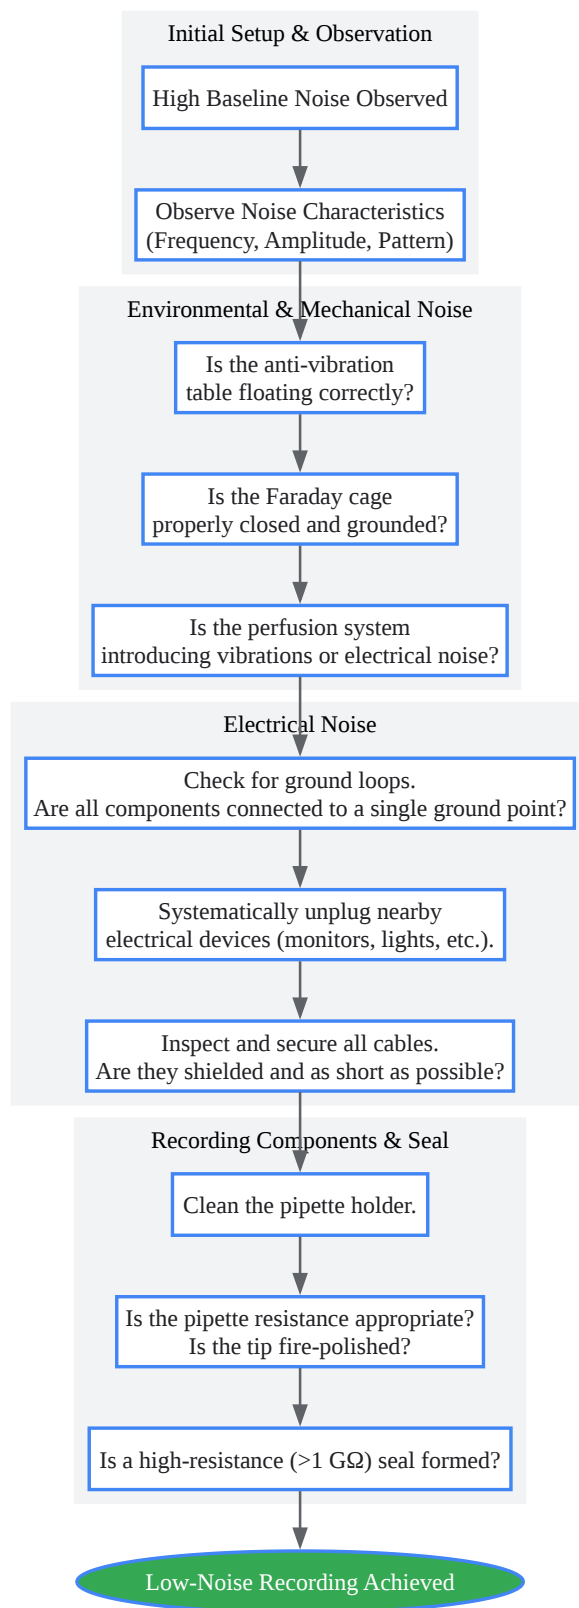 Initial Setup & Observation
High Baseline Noise Observed
Observe Noise Characteristics
(Frequency, Amplitude, Pattern)
Environmental & Mechanical Noise
Is the anti-vibration
table floating correctly?
Is the Faraday cage
properly closed and grounded?
Is the perfusion system
introducing vibrations or electrical noise?
Electrical Noise
Check for ground loops.
Are all components connected to a single ground point?
Systematically unplug nearby
electrical devices (monitors, lights, etc.).
Inspect and secure all cables.
Are they shielded and as short as possible?
Recording Components & Seal
Clean the pipette holder.
Is the pipette resistance appropriate?
Is the tip fire-polished?
Is a high-resistance (>1 GΩ) seal formed?
Low-Noise Recording Achieved